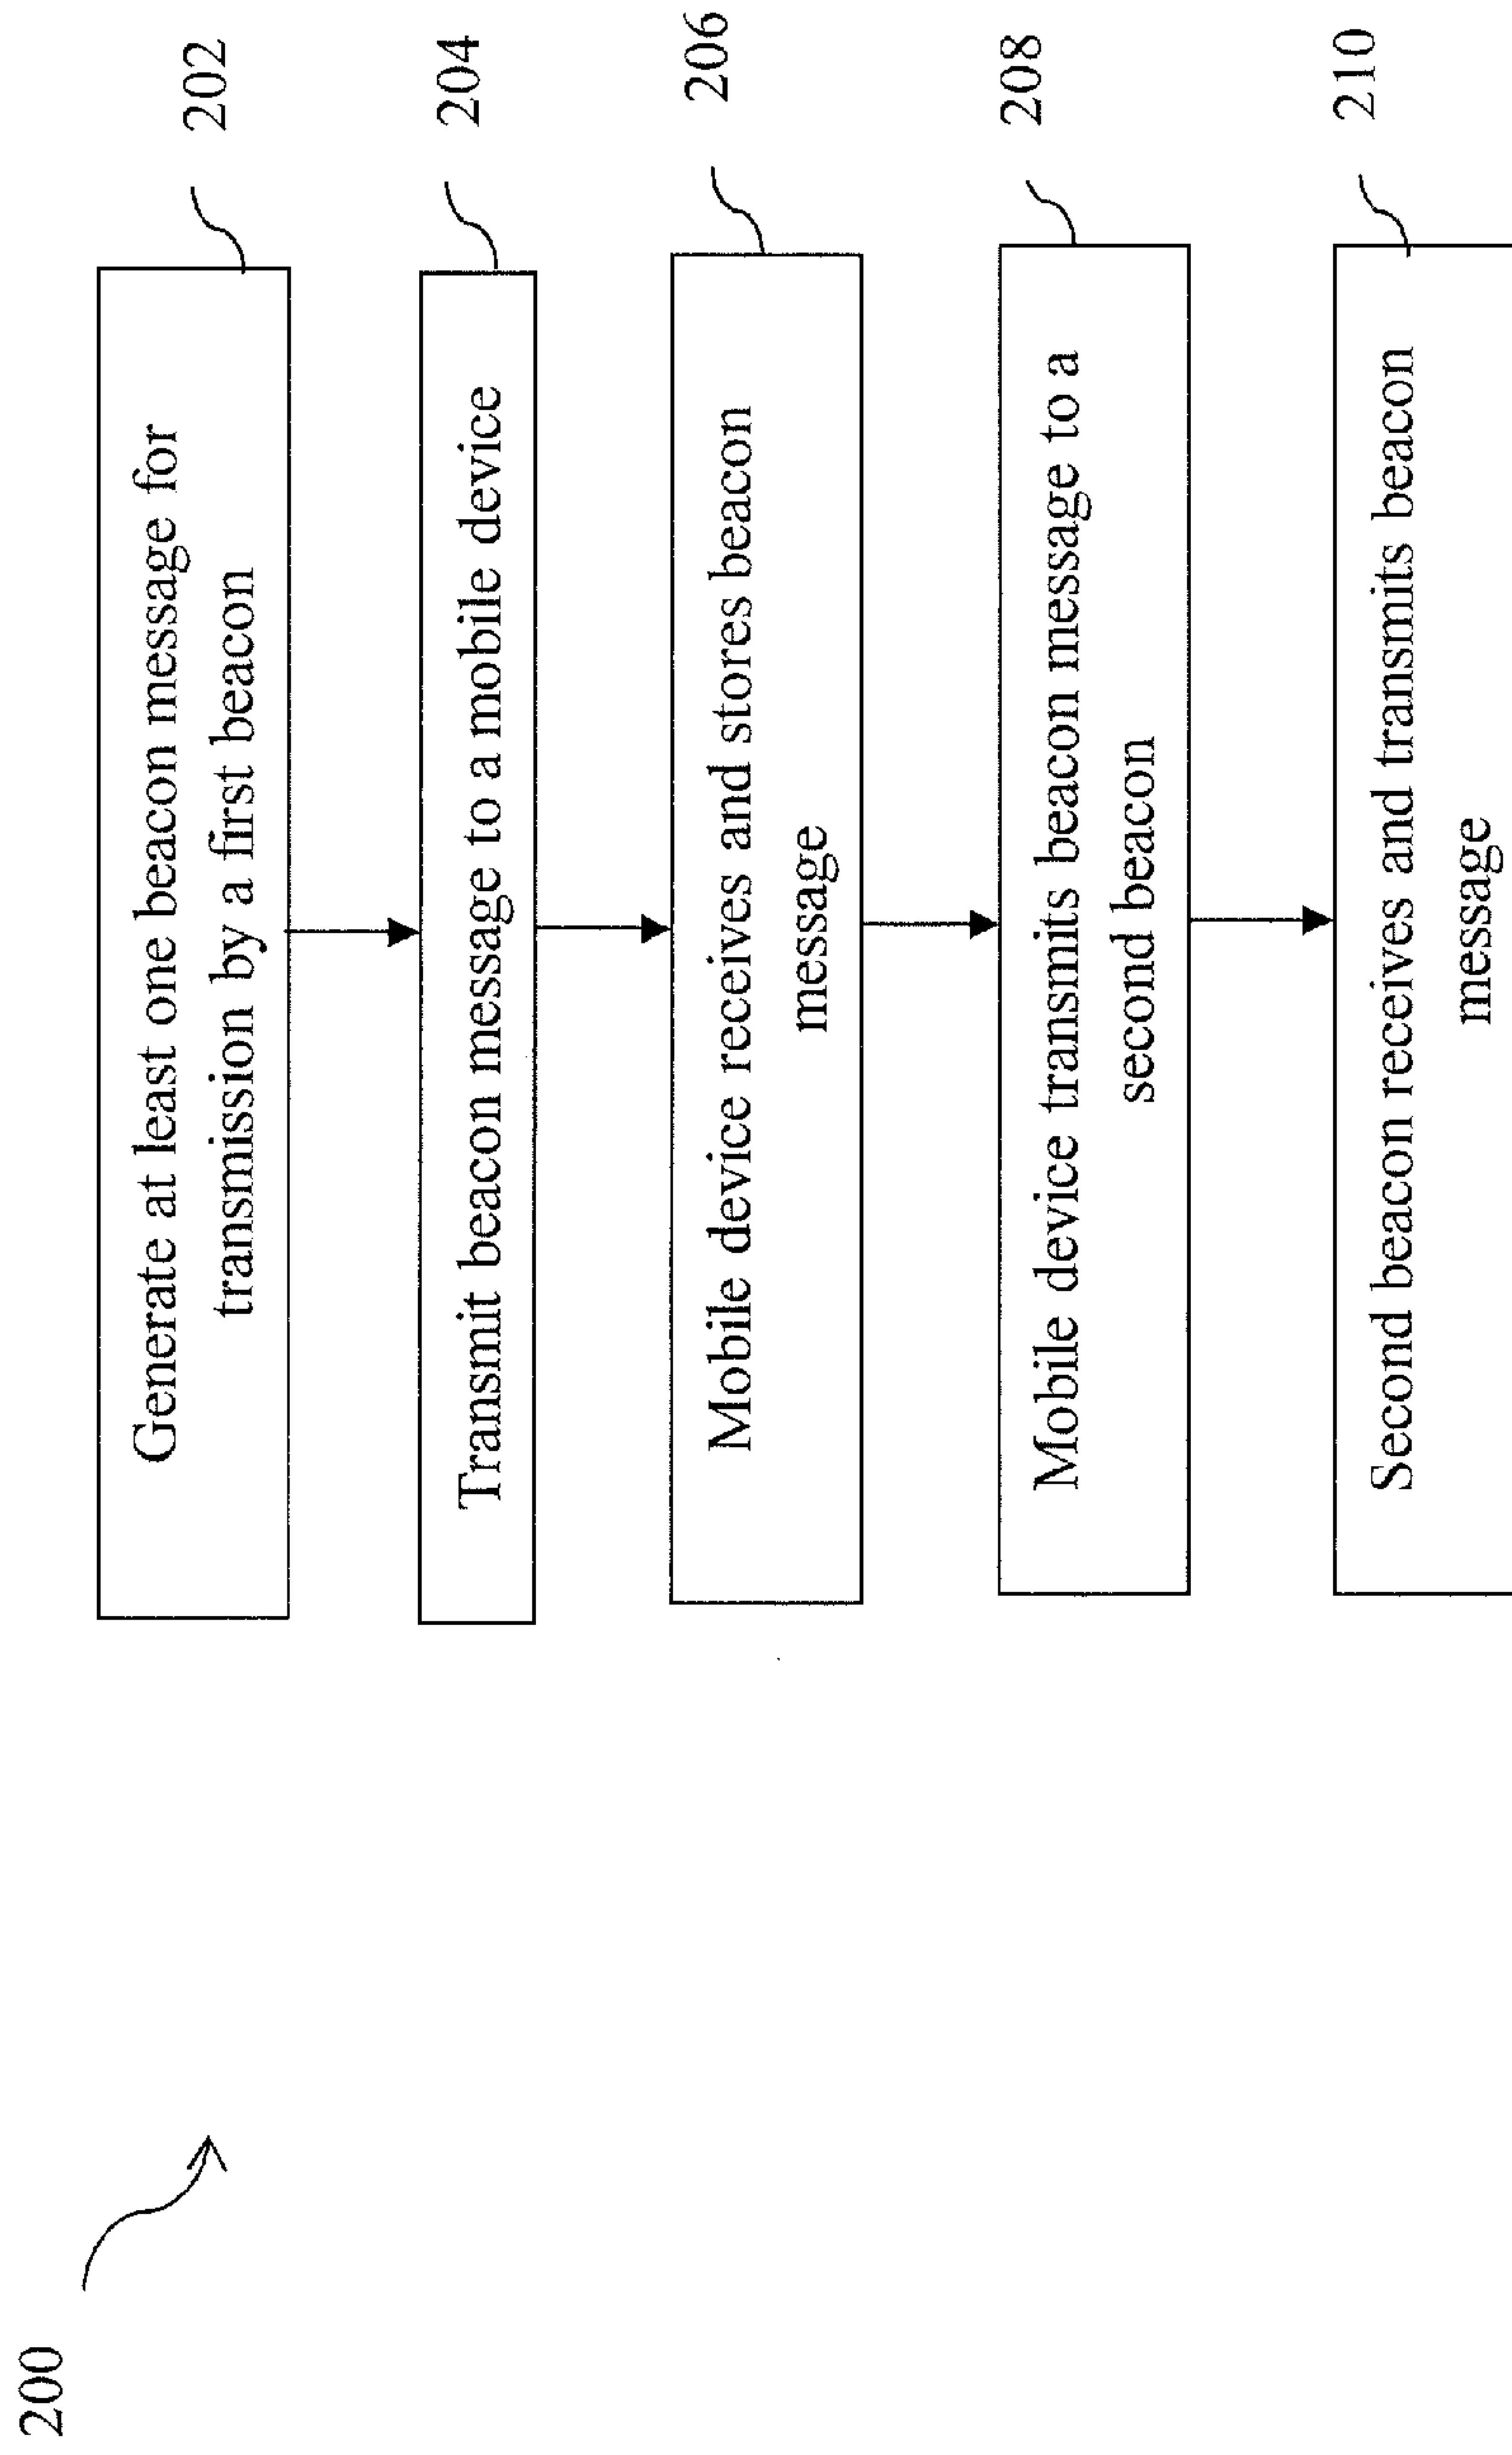 200
Generate at least one beacon message for
transmission by a first beacon
202
Transmit beacon message to a mobile device
204
Mobile device receives and stores beacon
message
206
Mobile device transmits beacon message to a
second beacon
208
Second beacon receives and transmits beacon
message
210